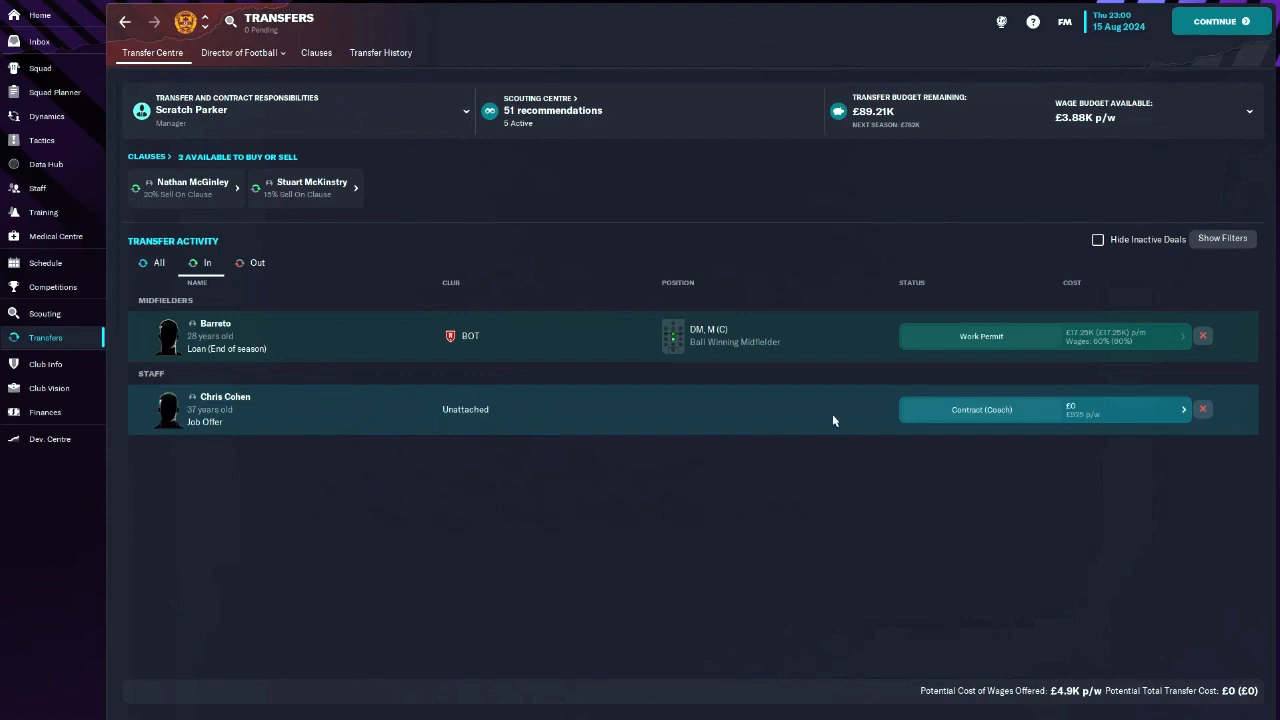 Home
Inbox
Squad
Squad Planner
Dynamics
Tactics
Data Hub
Staff
Training
Medical Centre
Schedule
Competitions
Scouting
Transfers
Club Info
Club Vision
Finances
Dev. Centre
TRANSFERS
0 Pending
FM
Thu 23:00
15 Aug 2024
CONTINUE
Transfer Centre
Director of Football
Clauses
Transfer History
TRANSFER AND CONTRACT RESPONSIBILITIES
Scratch Parker
Manager
SCOUTING CENTRE >
51 recommendations
5 Active
TRANSFER BUDGET REMAINING:
£89.21K
NEXT SEASON: £782K
WAGE BUDGET AVAILABLE:
£3.88K p/w
CLAUSES > 2 AVAILABLE TO BUY OR SELL
Nathan McGinley
20% Sell On Clause
Stuart McKinstry
15% Sell On Clause
TRANSFER ACTIVITY
Hide Inactive Deals
Show Filters
All
In
Out
NAME CLUB POSITION STATUS COST
MIDFIELDERS
Barreto
28 years old
Loan (End of season)
BOT
DM, M (C)
Ball Winning Midfielder
Work Permit
£17.25K (£17.25K) p/m
Wages: 60% (60%)
STAFF
Chris Cohen
37 years old
Job Offer
Unattached
Contract (Coach)
£0
£925 p/w
Potential Cost of Wages Offered: £4.9K p/w Potential Total Transfer Cost: £0 (£0)